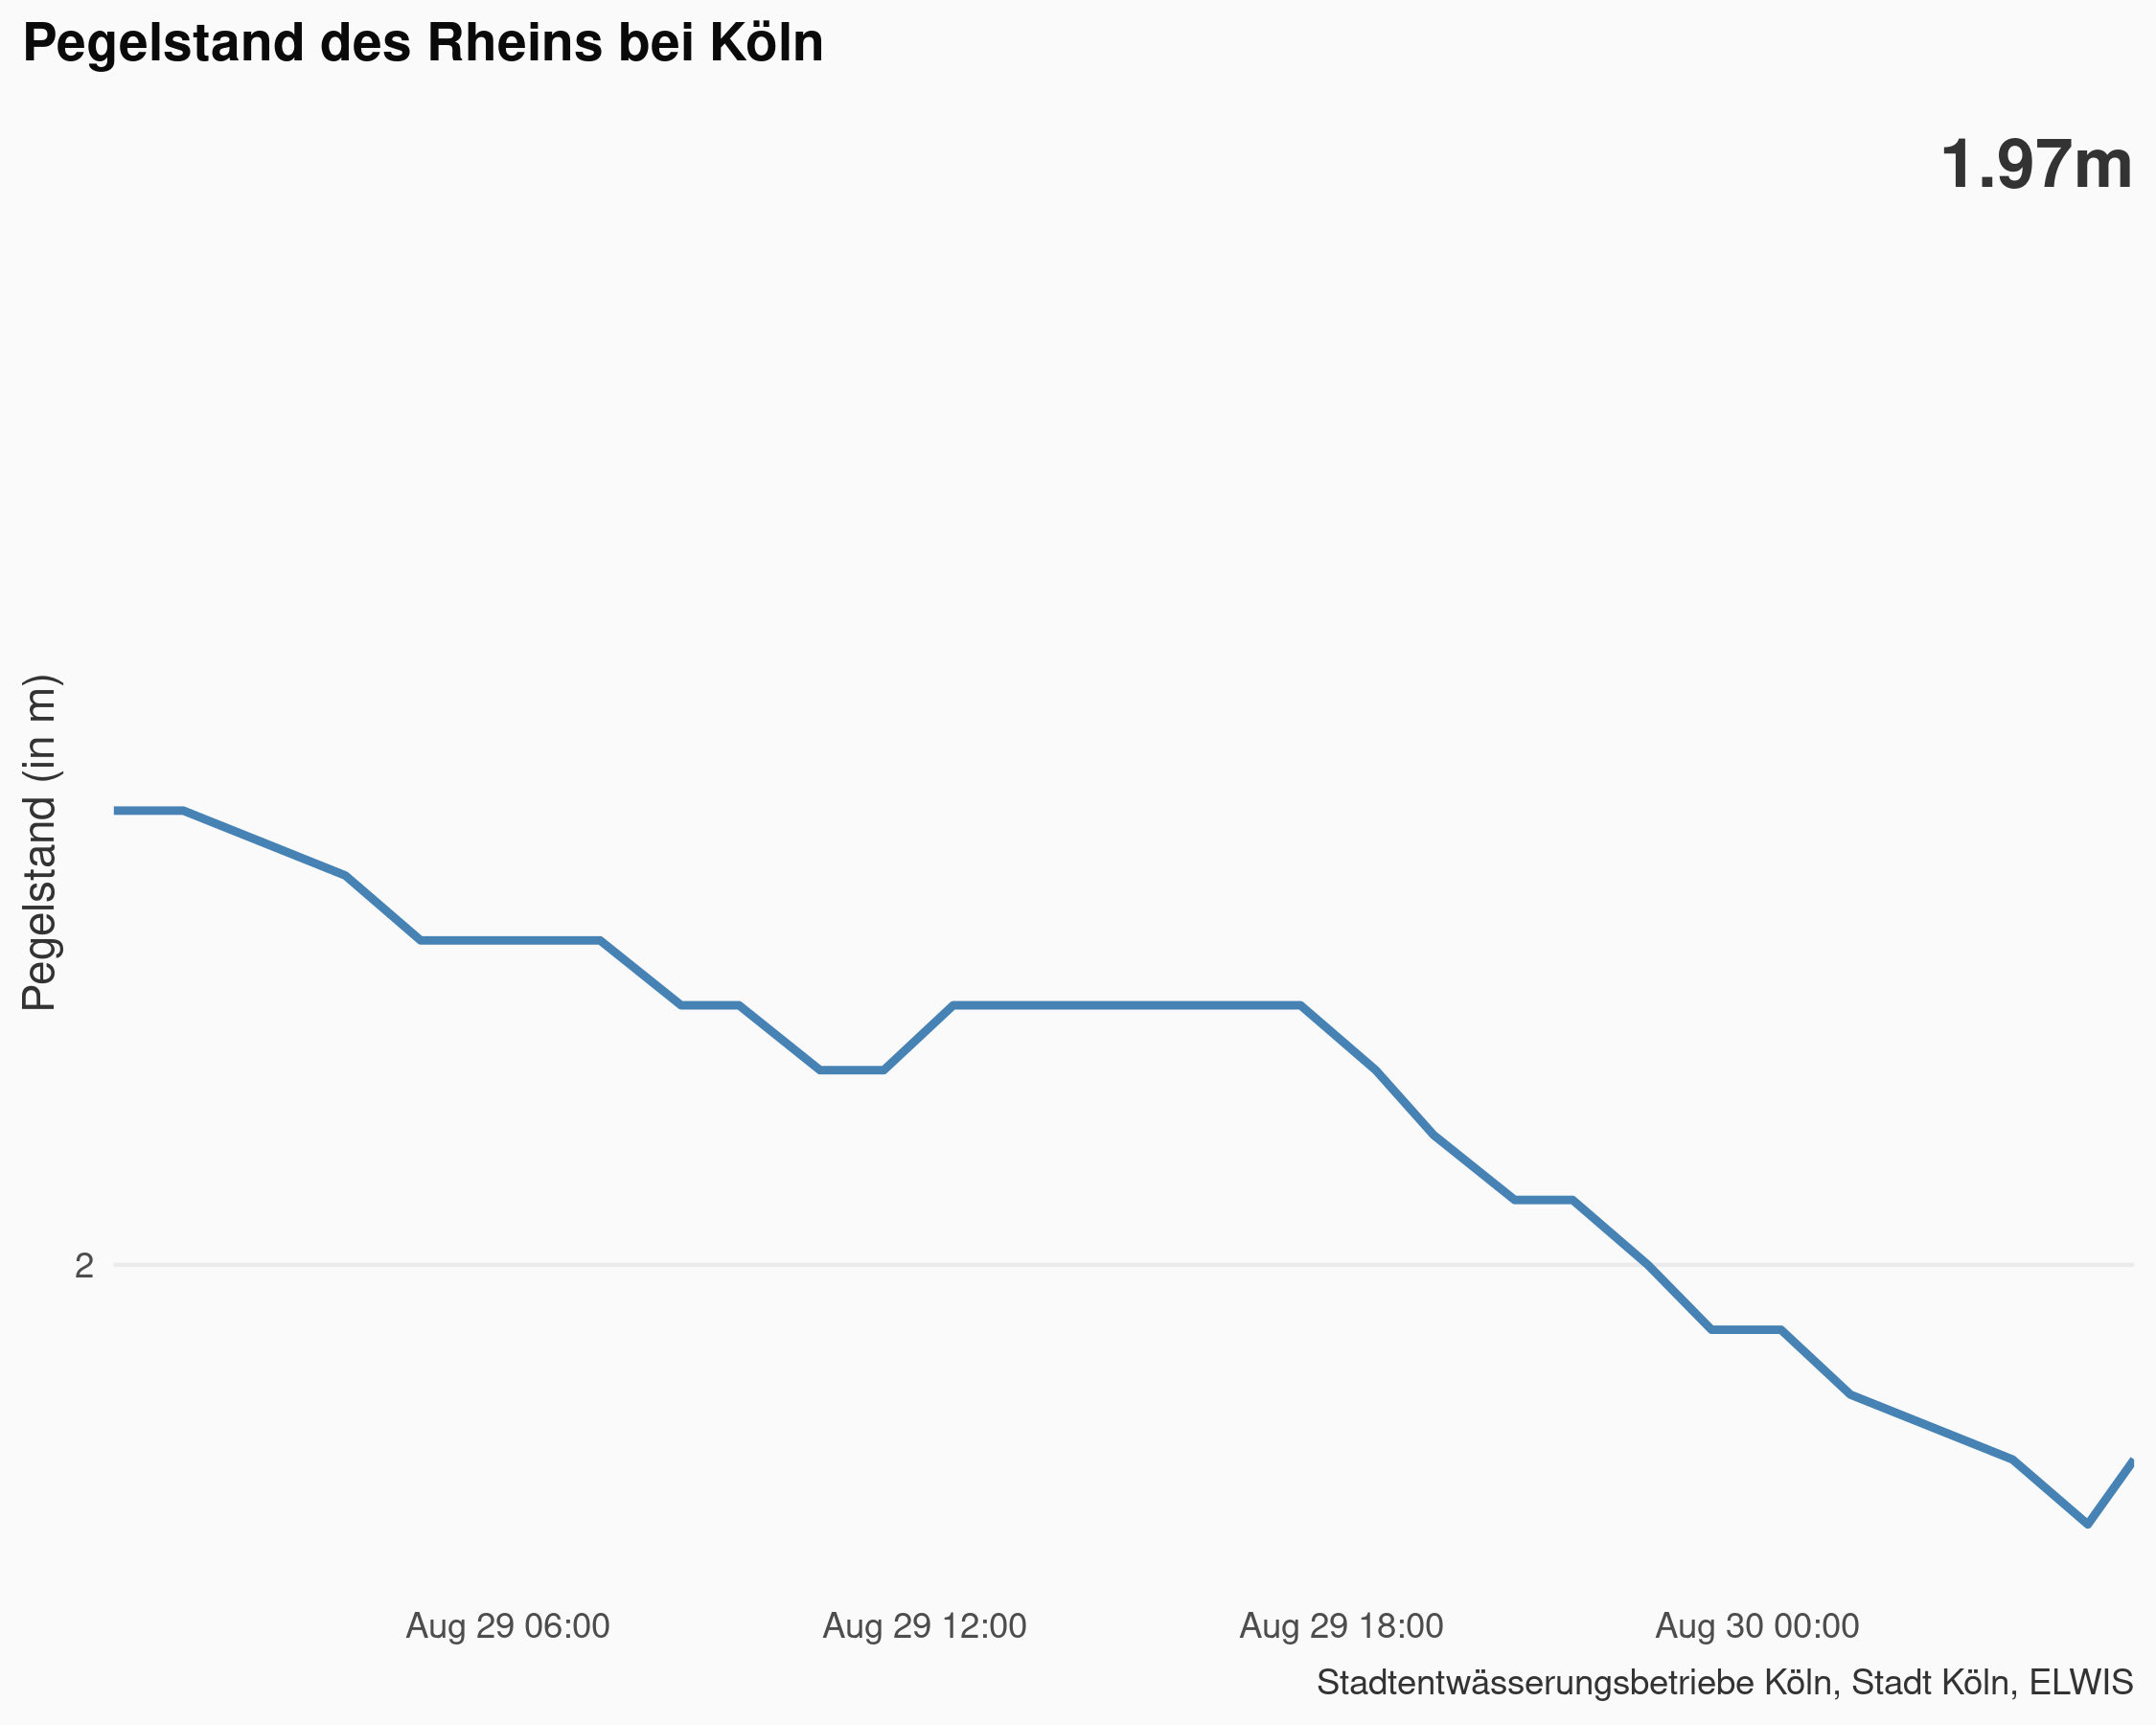 Pegelstand des Rheins bei Köln
1.97m
Pegelstand (in m)
2
Aug 29 06:00
Aug 29 12:00
Aug 29 18:00
Aug 30 00:00
Stadtentwässerungsbetriebe Köln, Stadt Köln, ELWIS